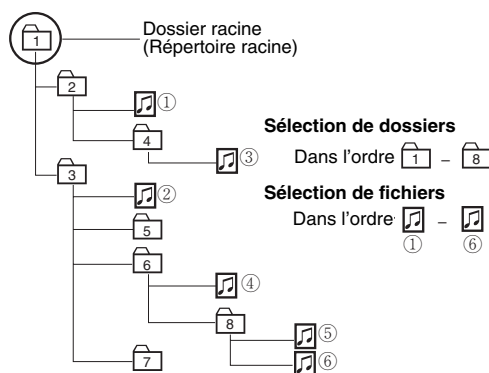 1
Dossier racine
(Répertoire racine)
2
①
4
③
3
②
5
6
④
8
⑤
⑥
7
Sélection de dossiers
Dans l'ordre 1 – 8
Sélection de fichiers
Dans l'ordre –
① ⑥